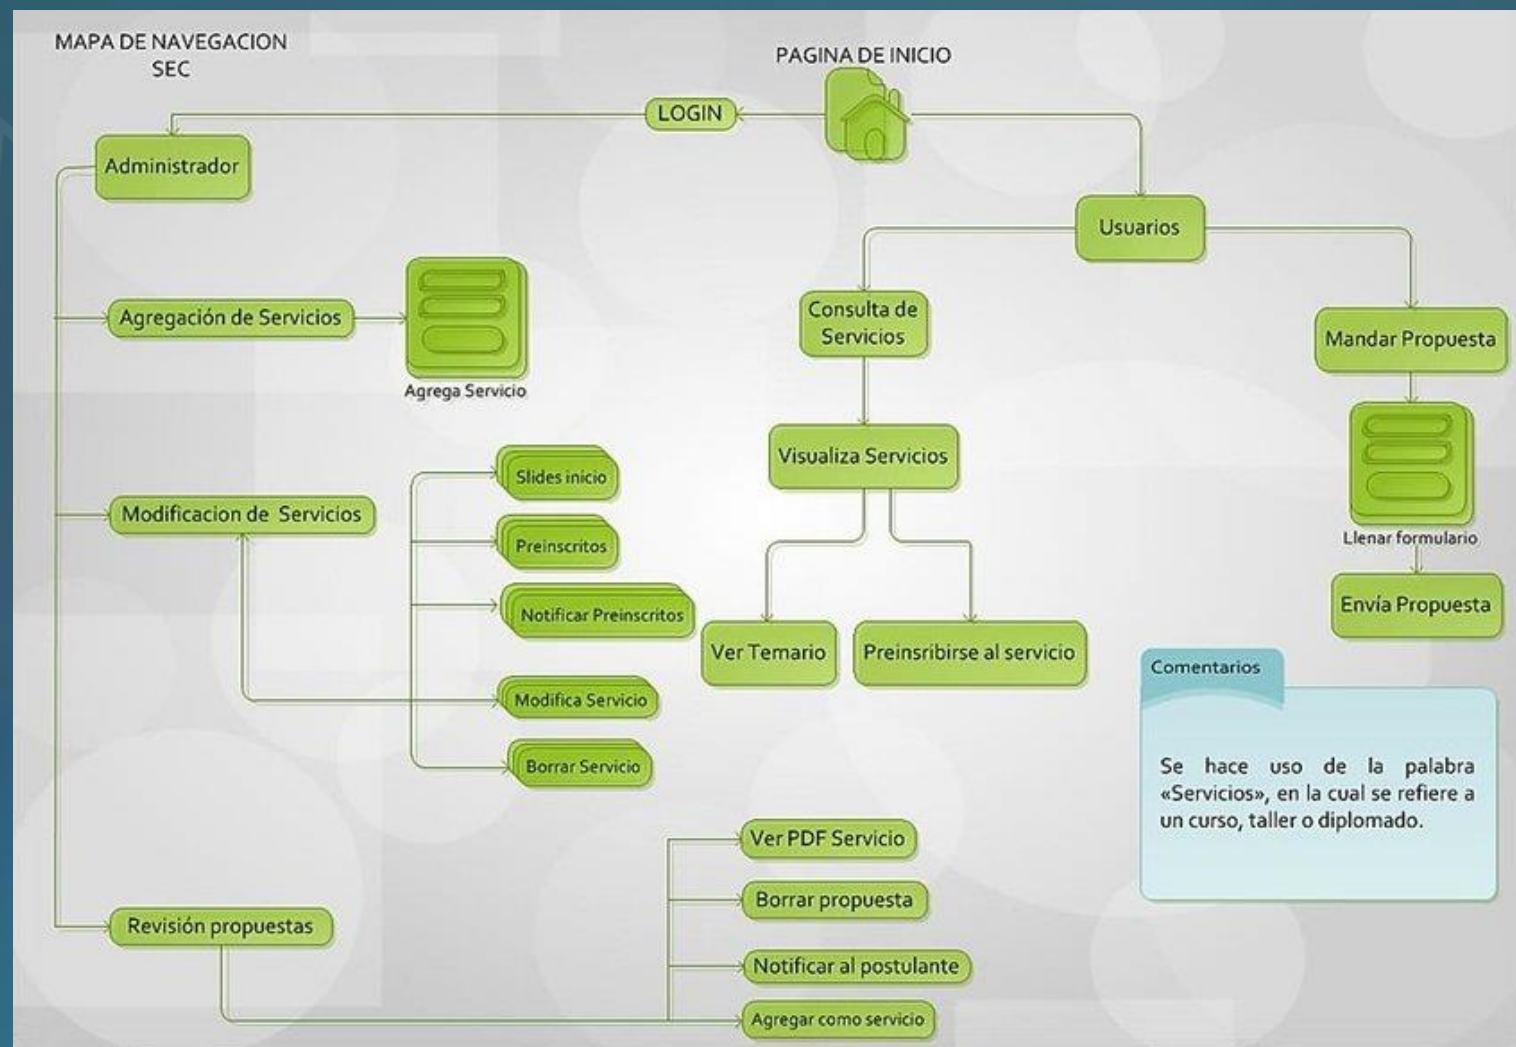 MAPA DE NAVEGACION
SEC
PAGINA DE INICIO
LOGIN
Administrador
Usuarios
Agregación de Servicios
Agrega Servicio
Consulta de
Servicios
Mandar Propuesta
Visualiza Servicios
Llenar formulario
Envía Propuesta
Modificacion de Servicios
Slides inicio
Preinscritos
Notificar Preinscritos
Modifica Servicio
Borrar Servicio
Ver Temario
Preinsribirse al servicio
Comentarios
Se hace uso de la palabra
«Servicios», en la cual se refiere a
un curso, taller o diplomado.
Revisión propuestas
Ver PDF Servicio
Borrar propuesta
Notificar al postulante
Agregar como servicio